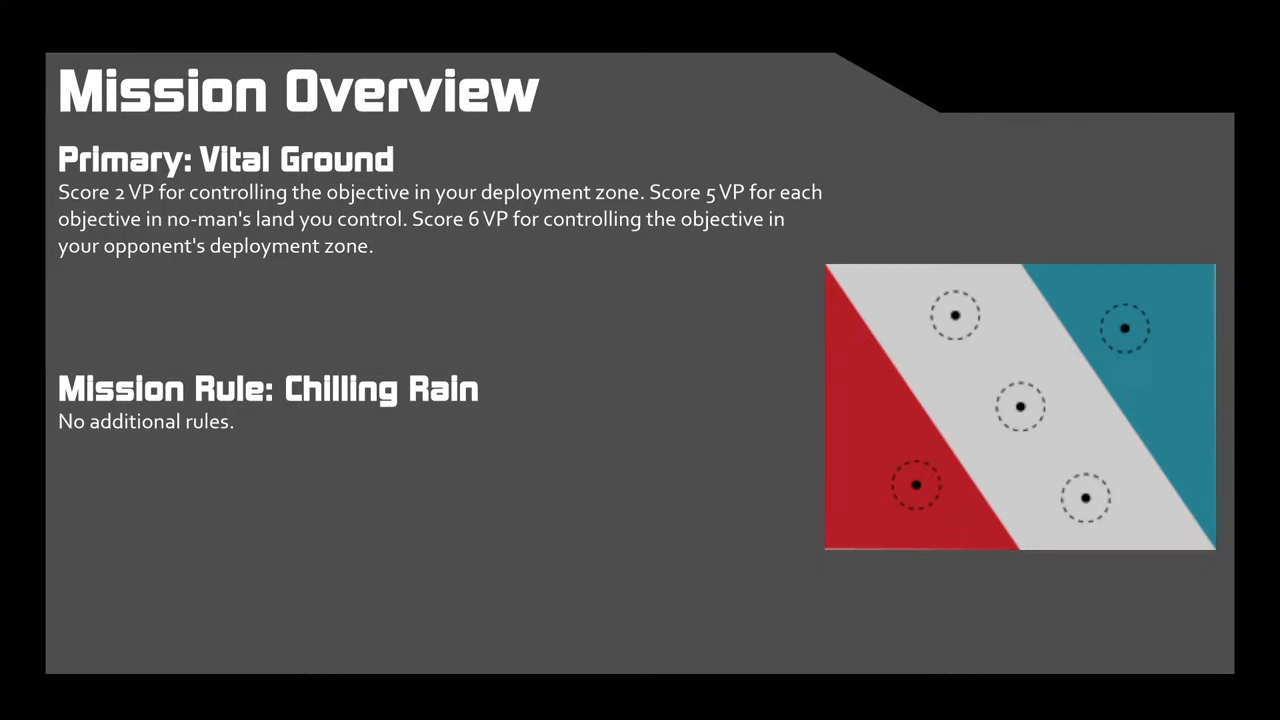 Mission Overview
Primary: Vital Ground
Score 2 VP for controlling the objective in your deployment zone. Score 5 VP for each
objective in no-man's land you control. Score 6 VP for controlling the objective in
your opponent's deployment zone.
Mission Rule: Chilling Rain
No additional rules.